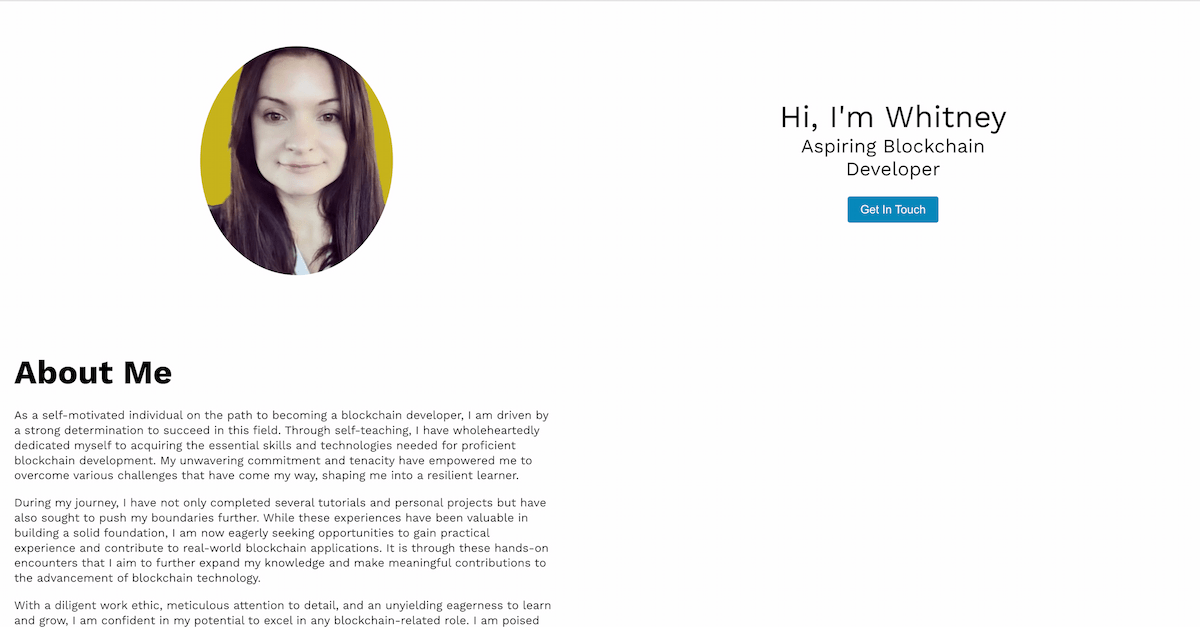 Hi, I'm Whitney
Aspiring Blockchain
Developer
Get In Touch
About Me
As a self-motivated individual on the path to becoming a blockchain developer, I am driven by
a strong determination to succeed in this field. Through self-teaching, I have wholeheartedly
dedicated myself to acquiring the essential skills and technologies needed for proficient
blockchain development. My unwavering commitment and tenacity have empowered me to
overcome various challenges that have come my way, shaping me into a resilient learner.
During my journey, I have not only completed several tutorials and personal projects but have
also sought to push my boundaries further. While these experiences have been valuable in
building a solid foundation, I am now eagerly seeking opportunities to gain practical
experience and contribute to real-world blockchain applications. It is through these hands-on
encounters that I aim to further expand my knowledge and make meaningful contributions to
the advancement of blockchain technology.
With a diligent work ethic, meticulous attention to detail, and an unyielding eagerness to learn
and grow, I am confident in my potential to excel in any blockchain-related role. I am poised